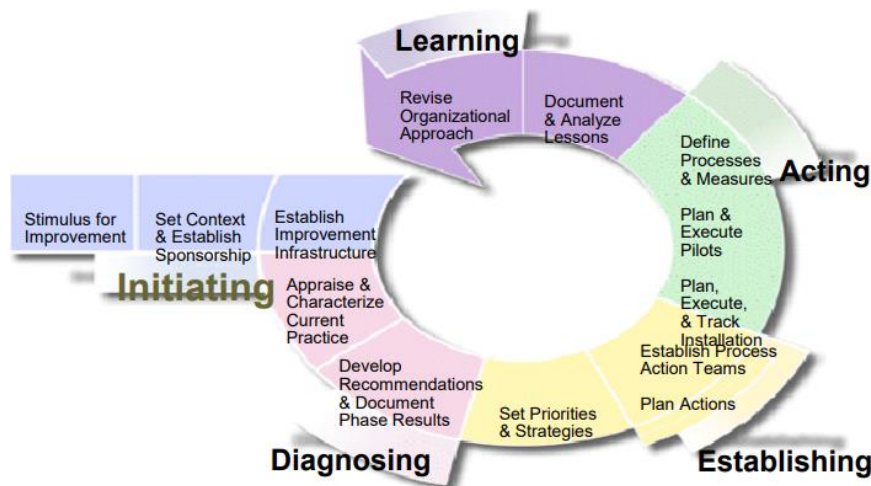 Learning
Revise
Organizational
Approach
Document
& Analyze
Lessons
Define
Processes
& Measures
Acting
Plan &
Execute
Pilots
Plan,
Execute,
& Track
Installation
Stimulus for
Improvement
Set Context
& Establish
Sponsorship
Establish
Improvement
Infrastructure
Initiating
Appraise &
Characterize
Current
Practice
Develop
Recommendations
& Document
Phase Results
Diagnosing
Set Priorities
& Strategies
Establish Process
Action Teams
Plan Actions
Establishing